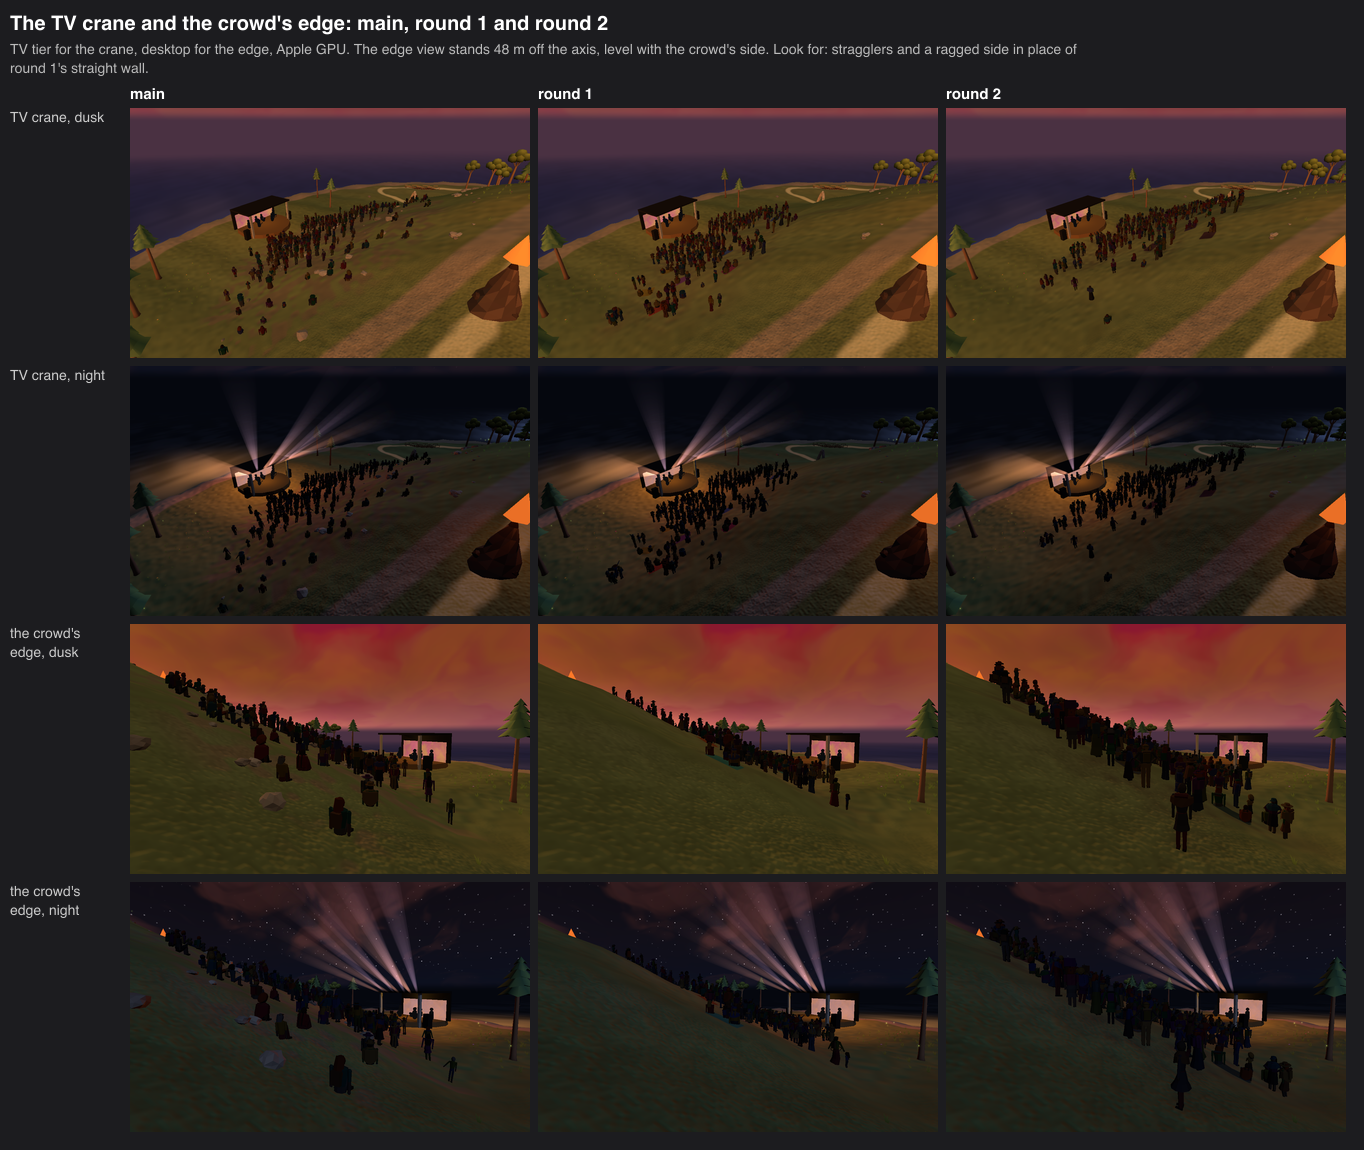 The TV crane and the crowd's edge: main, round 1 and round 2
TV tier for the crane, desktop for the edge, Apple GPU. The edge view stands 48 m off the axis, level with the crowd's side. Look for: stragglers and a ragged side in place of
round 1's straight wall.
main round 1 round 2
TV crane, dusk
TV crane, night
the crowd's
edge, dusk
the crowd's
edge, night